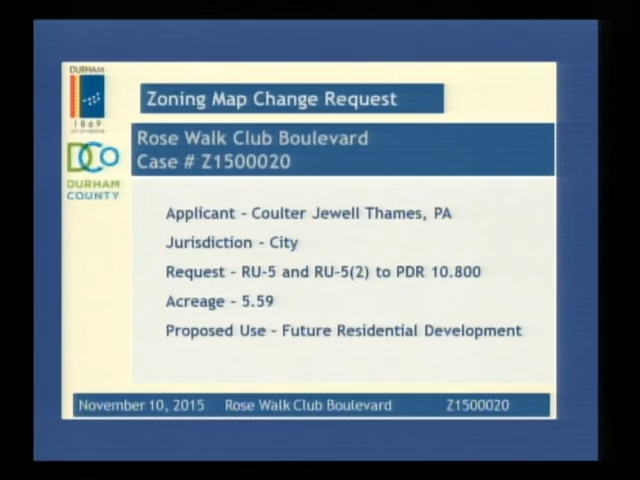 DURHAM
1869
DCo
DURHAM
COUNTY
Zoning Map Change Request
Rose Walk Club Boulevard
Case # Z1500020
Applicant - Coulter Jewell Thames, PA
Jurisdiction - City
Request - RU-5 and RU-5(2) to PDR 10.800
Acreage - 5.59
Proposed Use - Future Residential Development
November 10, 2015 Rose Walk Club Boulevard Z1500020